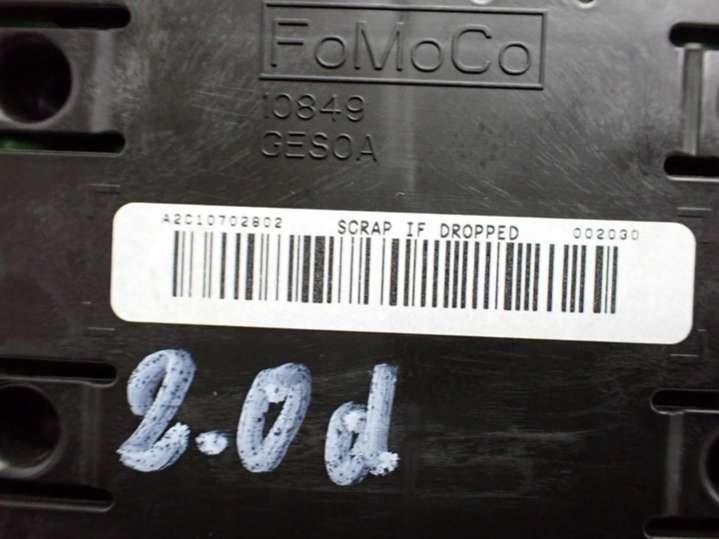 FoMoCo
10849
GESOA
A2C10702802 SCRAP IF DROPPED 002030
2.0d